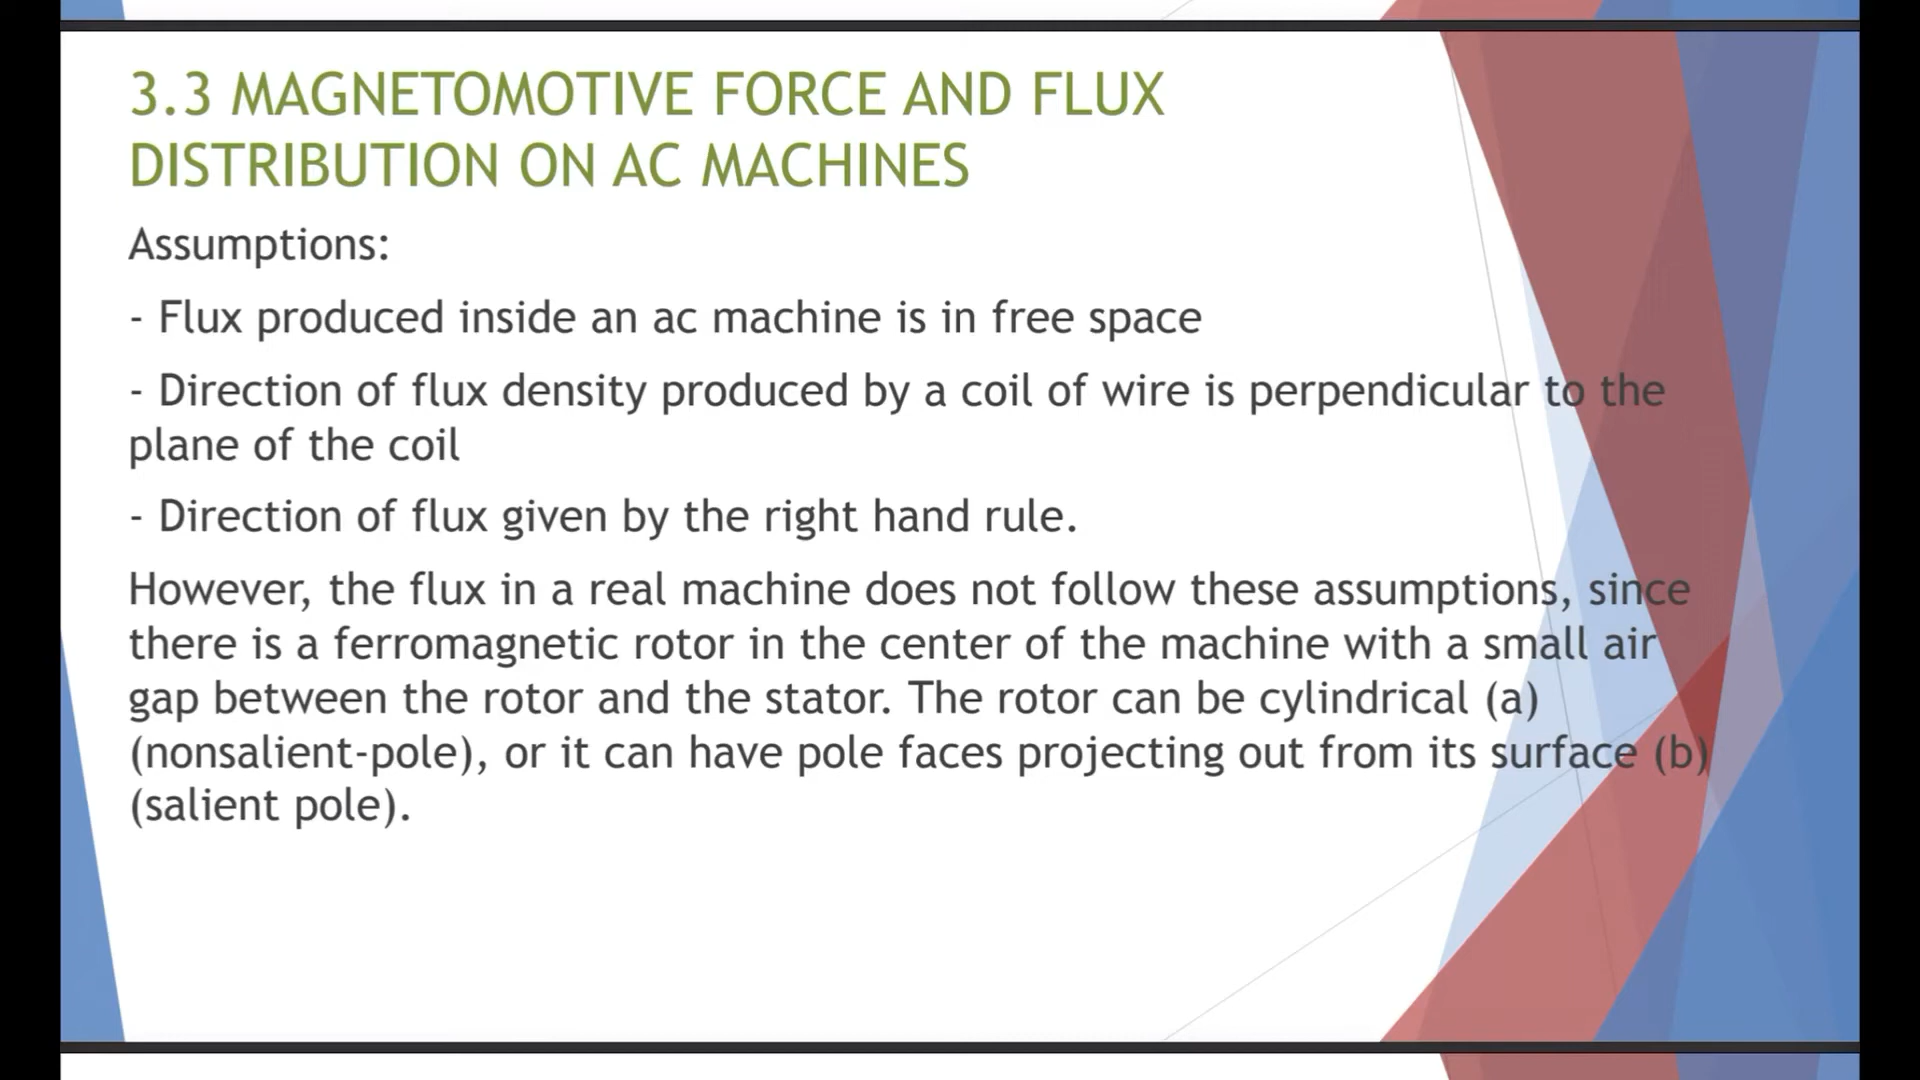 3.3 MAGNETOMOTIVE FORCE AND FLUX
DISTRIBUTION ON AC MACHINES
Assumptions:
- Flux produced inside an ac machine is in free space
- Direction of flux density produced by a coil of wire is perpendicular to the
plane of the coil
- Direction of flux given by the right hand rule.
However, the flux in a real machine does not follow these assumptions, since
there is a ferromagnetic rotor in the center of the machine with a small air
gap between the rotor and the stator. The rotor can be cylindrical (a)
(nonsalient-pole), or it can have pole faces projecting out from its surface (b)
(salient pole).